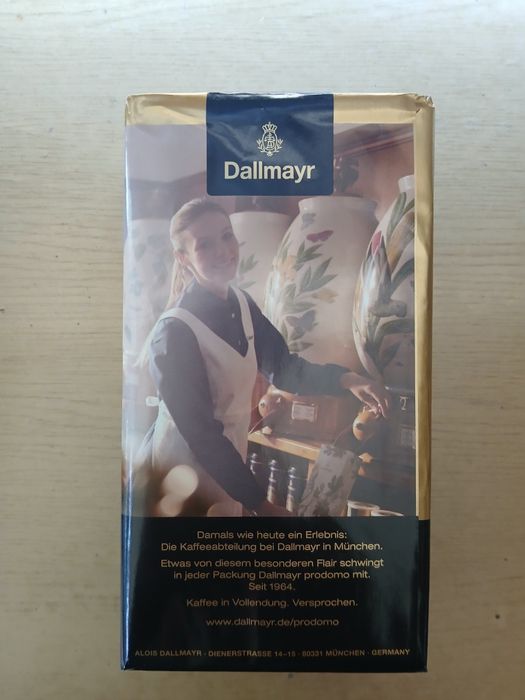 Dallmayr
Damals wie heute ein Erlebnis:
Die Kaffeeabteilung bei Dallmayr in München.
Etwas von diesem besonderen Flair schwingt
in jeder Packung Dallmayr prodomo mit.
Seit 1964.
Kaffee in Vollendung. Versprochen.
www.dallmayr.de/prodomo
ALOIS DALLMAYR · DIENERSTRASSE 14-15 · 80331 MÜNCHEN · GERMANY